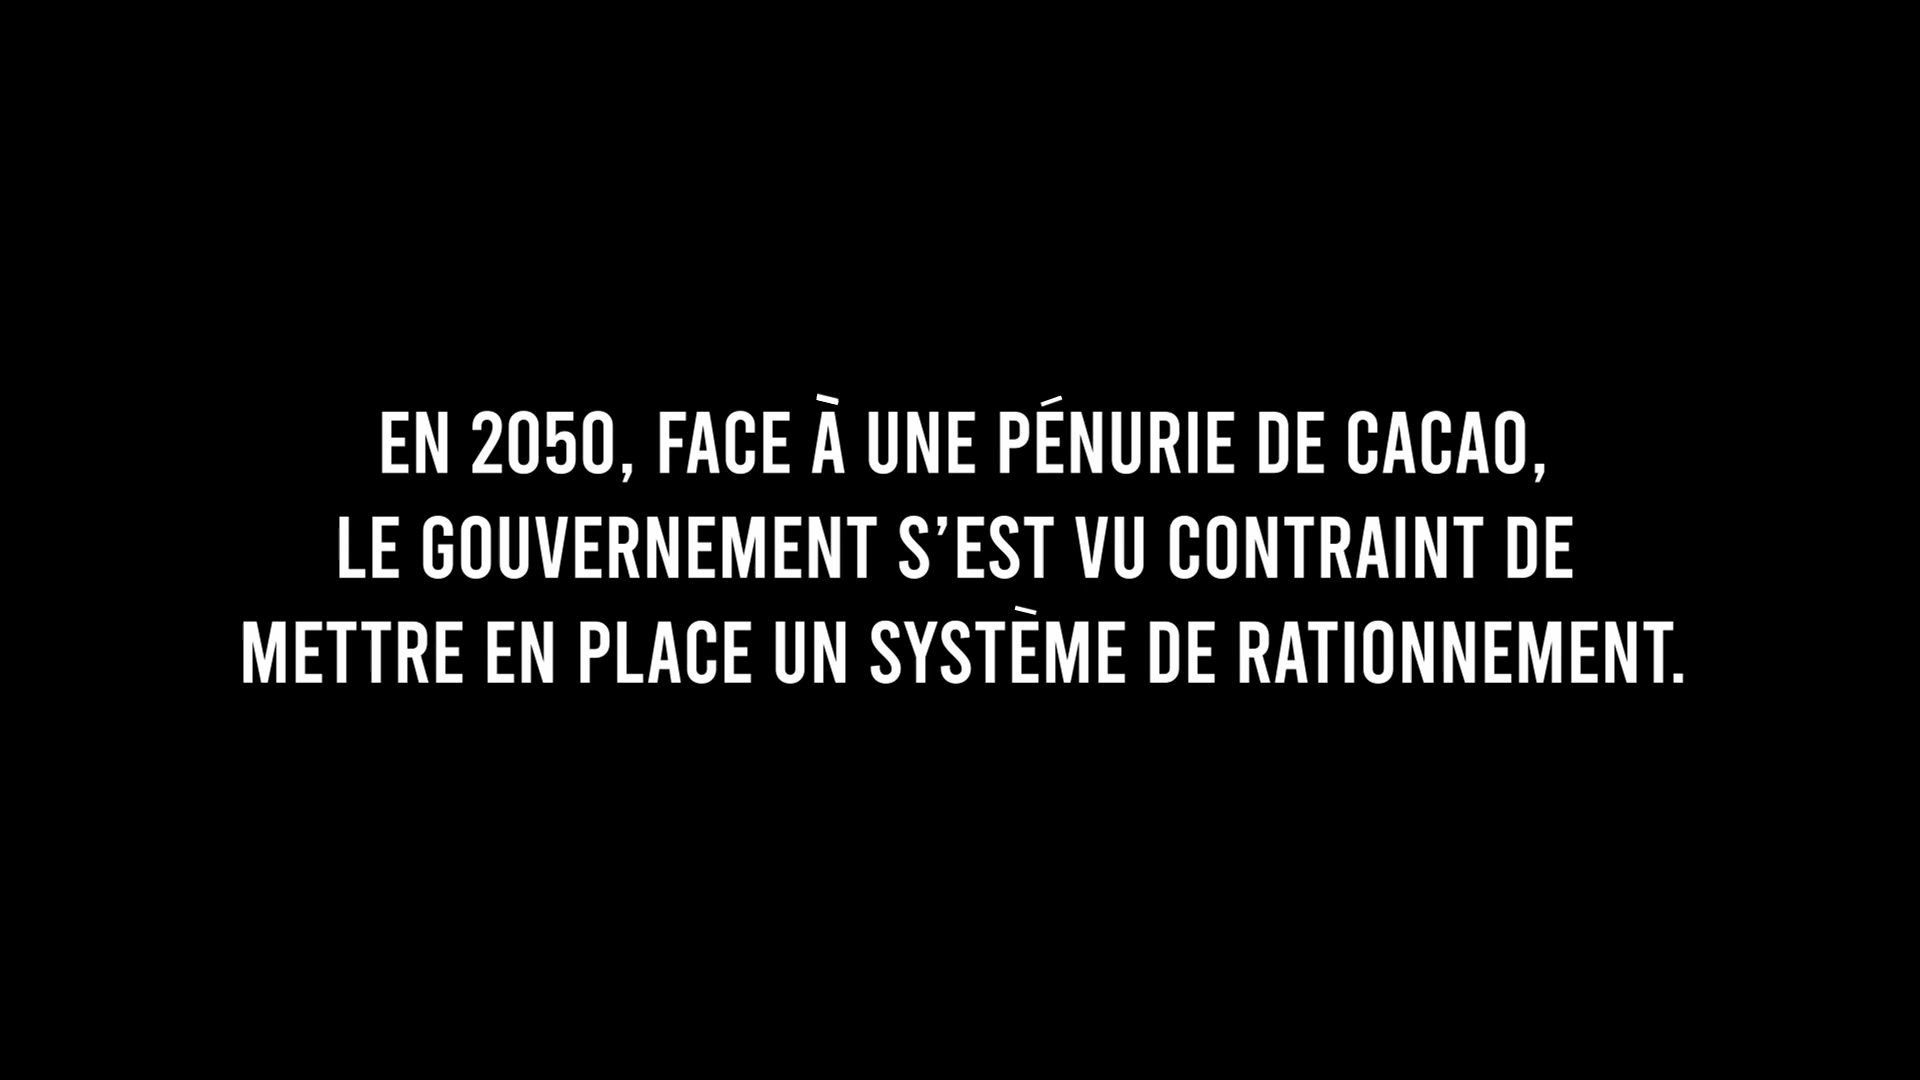 EN 2050, FACE À UNE PÉNURIE DE CACAO,
LE GOUVERNEMENT S’EST VU CONTRAINT DE
METTRE EN PLACE UN SYSTÈME DE RATIONNEMENT.